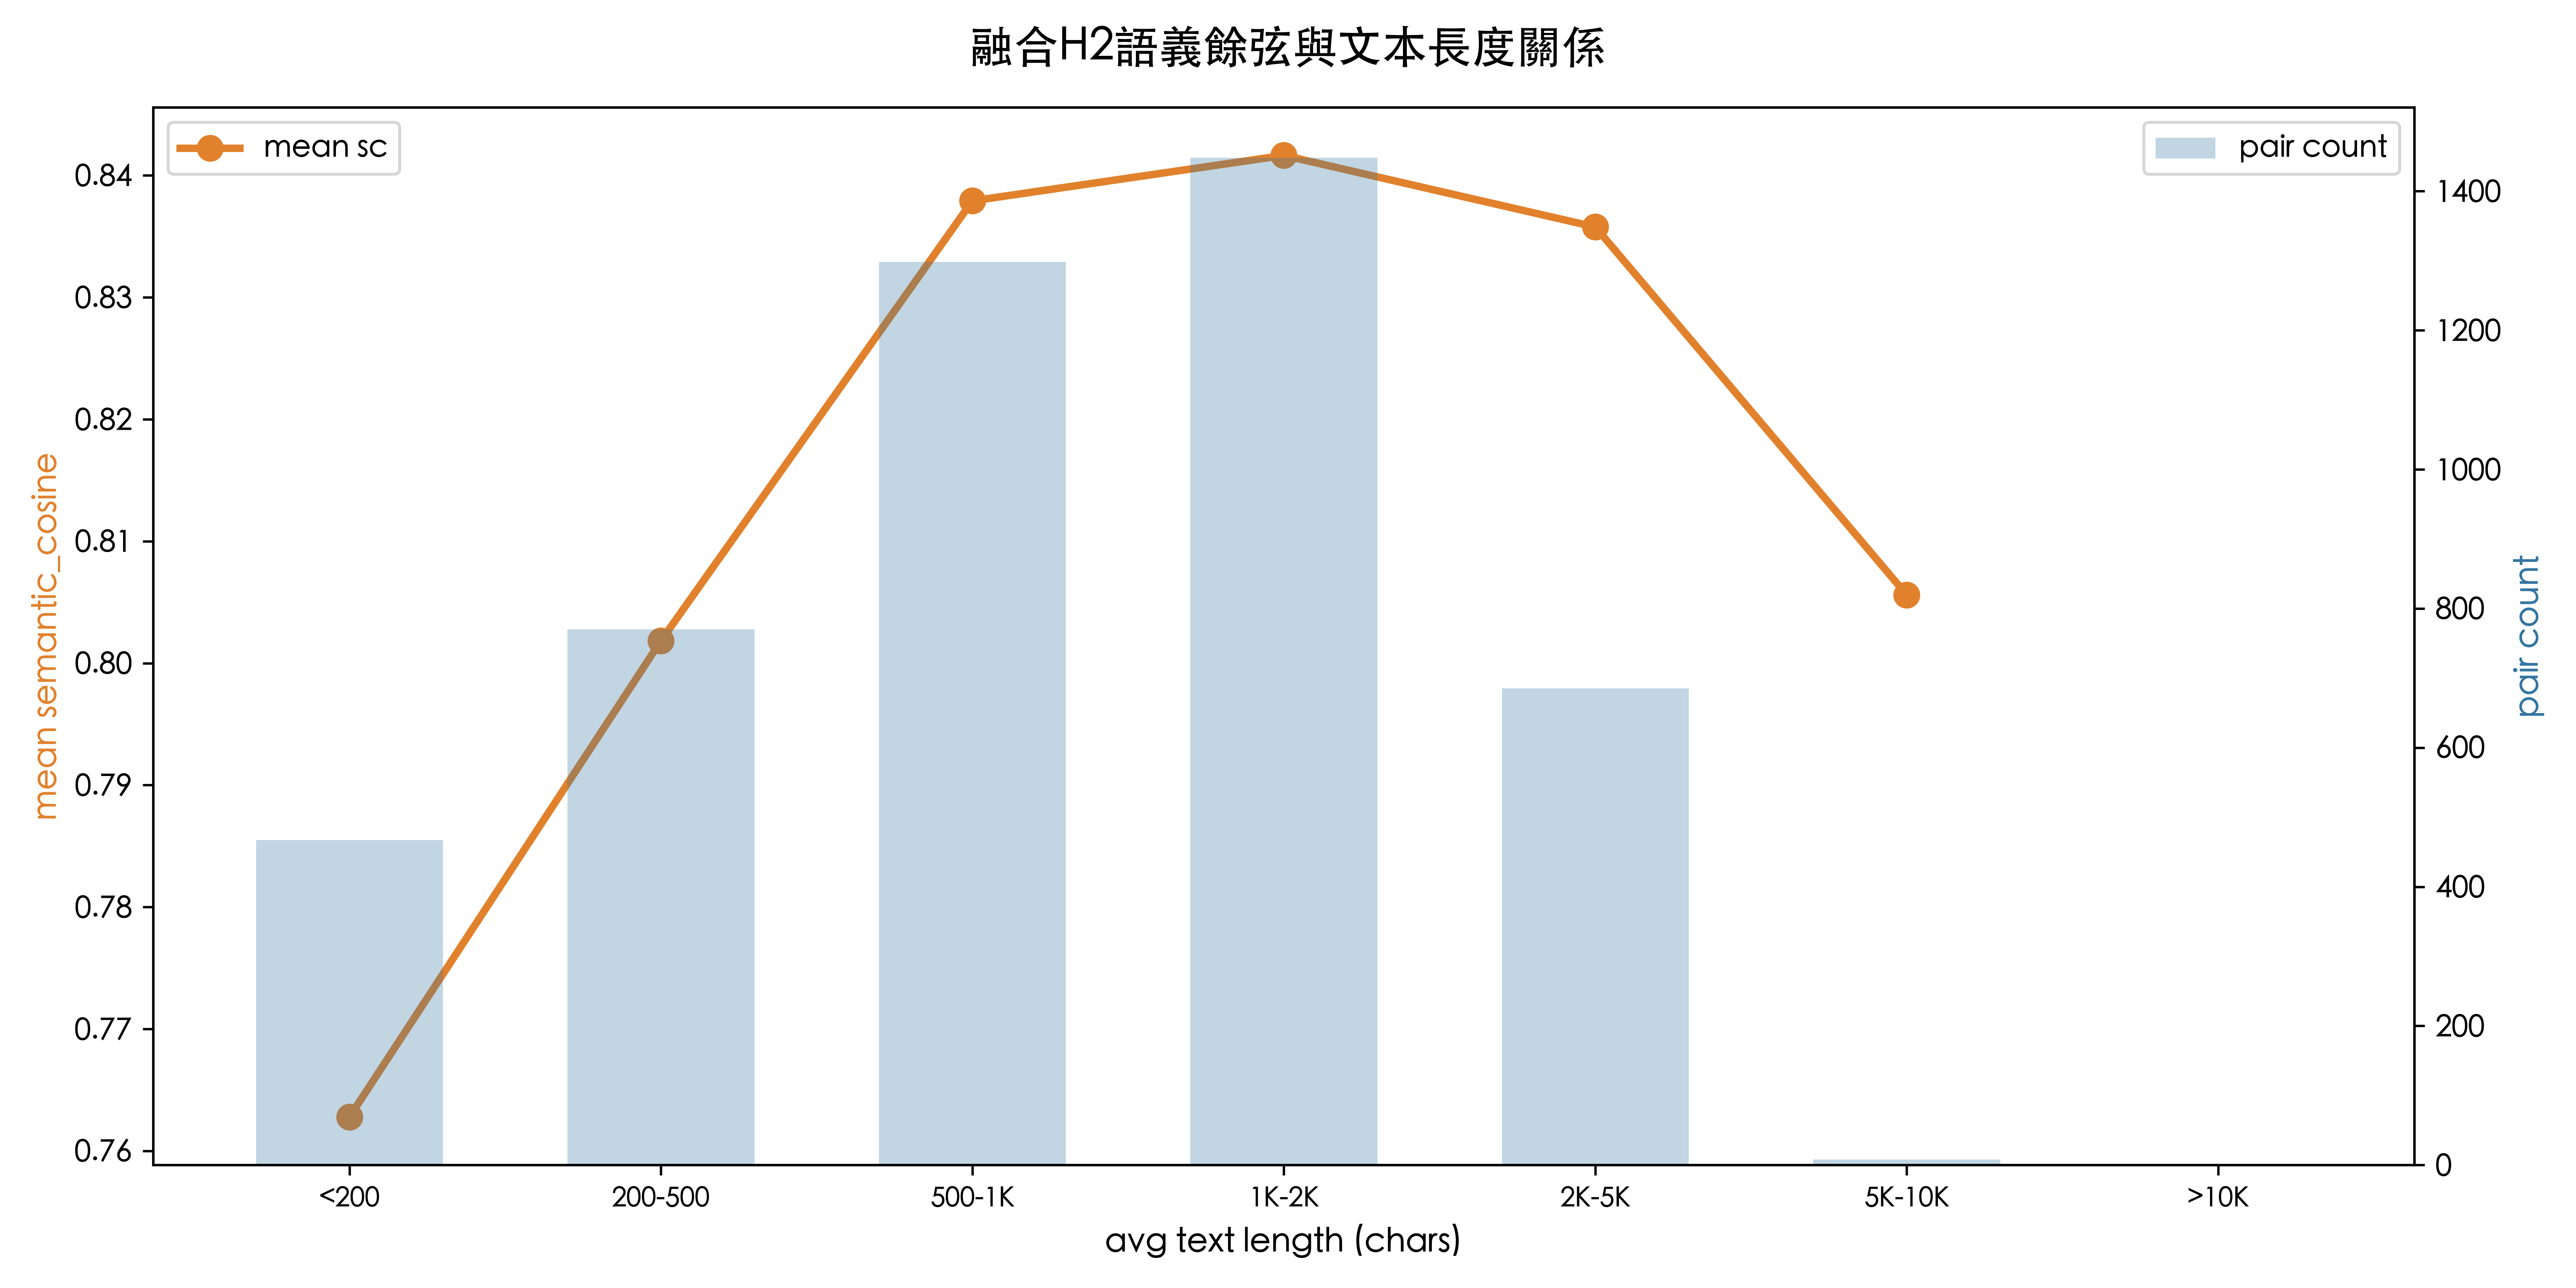 融合H2語義餘弦與文本長度關係
mean sc
pair count
0.84
0.83
0.82
0.81
0.80
0.79
0.78
0.77
0.76
mean semantic_cosine
1400
1200
1000
800
600
400
200
0
pair count
<200
200-500
500-1K
1K-2K
2K-5K
5K-10K
>10K
avg text length (chars)